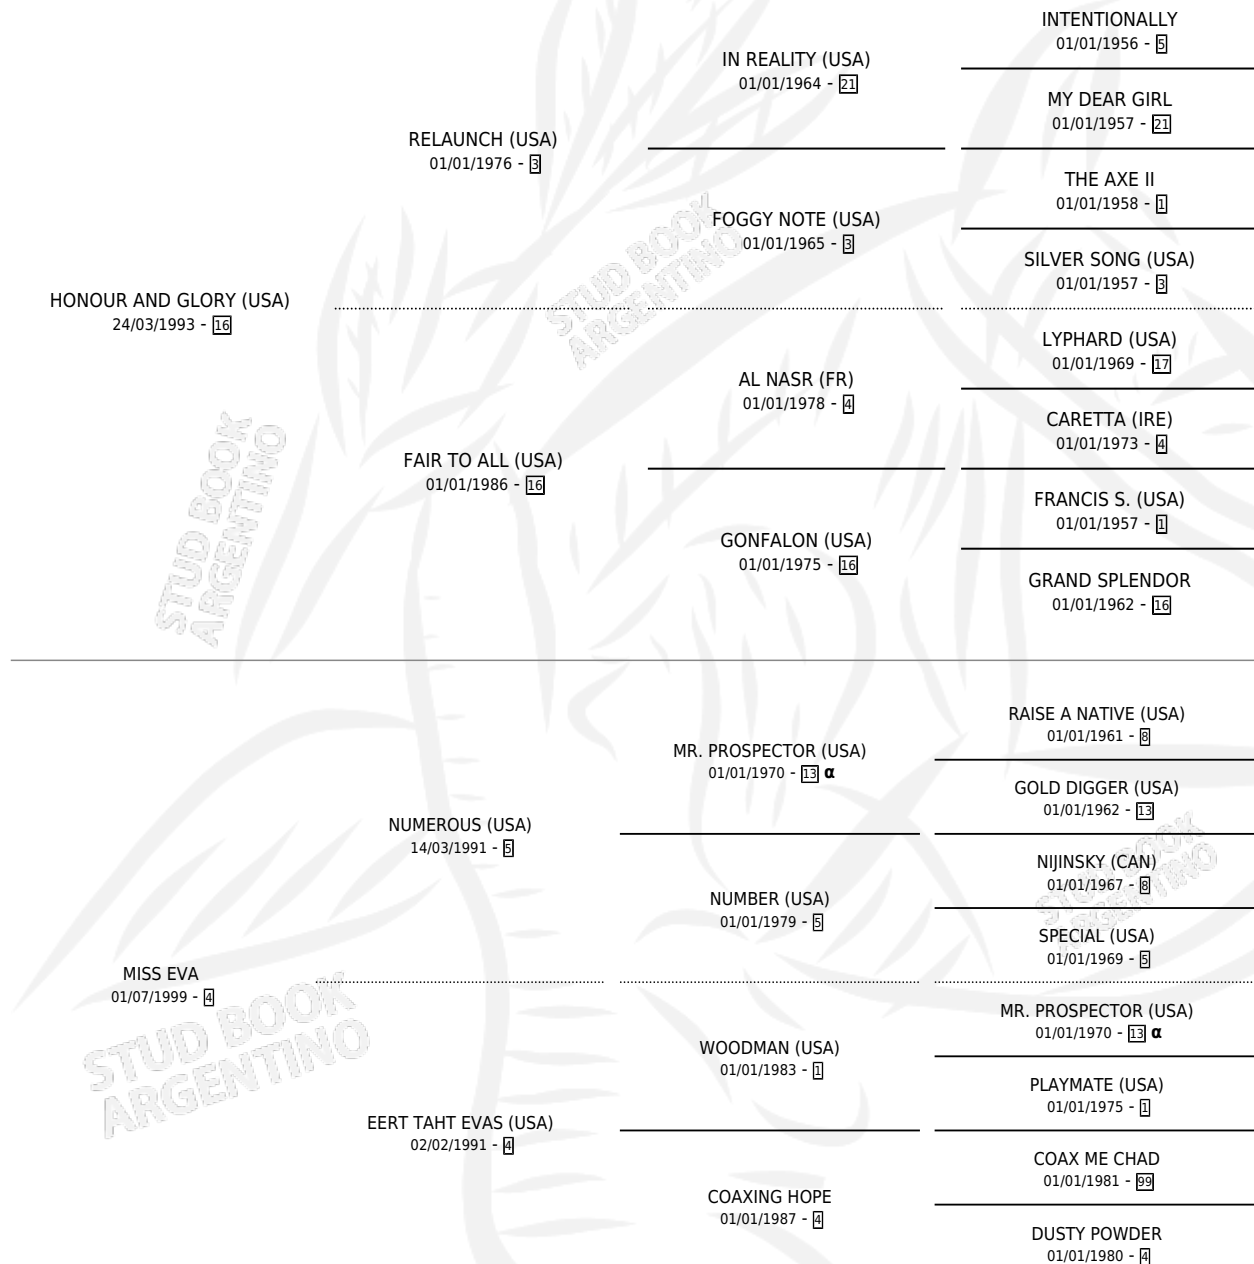 HONOUR AND GLORY (USA)
24/03/1993 - 16
RELAUNCH (USA)
01/01/1976 - 3
IN REALITY (USA)
01/01/1964 - 21
INTENTIONALLY
01/01/1956 - 5
MY DEAR GIRL
01/01/1957 - 21
FOGGY NOTE (USA)
01/01/1965 - 3
THE AXE II
01/01/1958 - 1
SILVER SONG (USA)
01/01/1957 - 3
FAIR TO ALL (USA)
01/01/1986 - 16
AL NASR (FR)
01/01/1978 - 4
LYPHARD (USA)
01/01/1969 - 17
CARETTA (IRE)
01/01/1973 - 4
GONFALON (USA)
01/01/1975 - 16
FRANCIS S. (USA)
01/01/1957 - 1
GRAND SPLENDOR
01/01/1962 - 16
MISS EVA
01/07/1999 - 4
NUMEROUS (USA)
14/03/1991 - 5
MR. PROSPECTOR (USA)
01/01/1970 - 13 α
RAISE A NATIVE (USA)
01/01/1961 - 8
GOLD DIGGER (USA)
01/01/1962 - 13
NUMBER (USA)
01/01/1979 - 5
NIJINSKY (CAN)
01/01/1967 - 8
SPECIAL (USA)
01/01/1969 - 5
EERT TAHT EVAS (USA)
02/02/1991 - 4
WOODMAN (USA)
01/01/1983 - 1
MR. PROSPECTOR (USA)
01/01/1970 - 13 α
PLAYMATE (USA)
01/01/1975 - 1
COAXING HOPE
01/01/1987 - 4
COAX ME CHAD
01/01/1981 - 99
DUSTY POWDER
01/01/1980 - 4
STUD BOOK
ARGENTINO
STUD BOOK
ARGENTINO
STUD BOOK
ARGENTINO
STUD BOOK
ARGENTINO